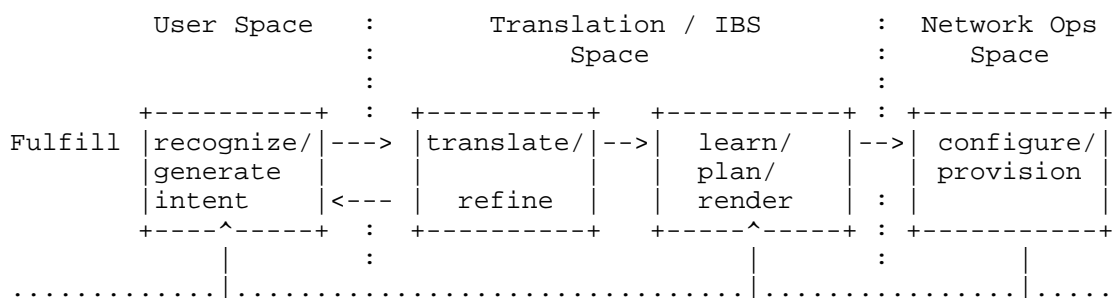 User Space   :       Translation / IBS       :  Network Ops
                     :            Space              :     Space
                     :                               :
       +----------+  :  +----------+   +-----------+ : +-----------+
Fulfill |recognize/|---> |translate/|-->|  learn/   |-->| configure/|
       |generate  |     |          |   |  plan/    |   | provision |
       |intent    |<--- |  refine  |   |  render   | : |           |
       +----^-----+  :  +----------+   +-----^-----+ : +-----------+
            |        :                       |       :       |
.............|................................|................|.....